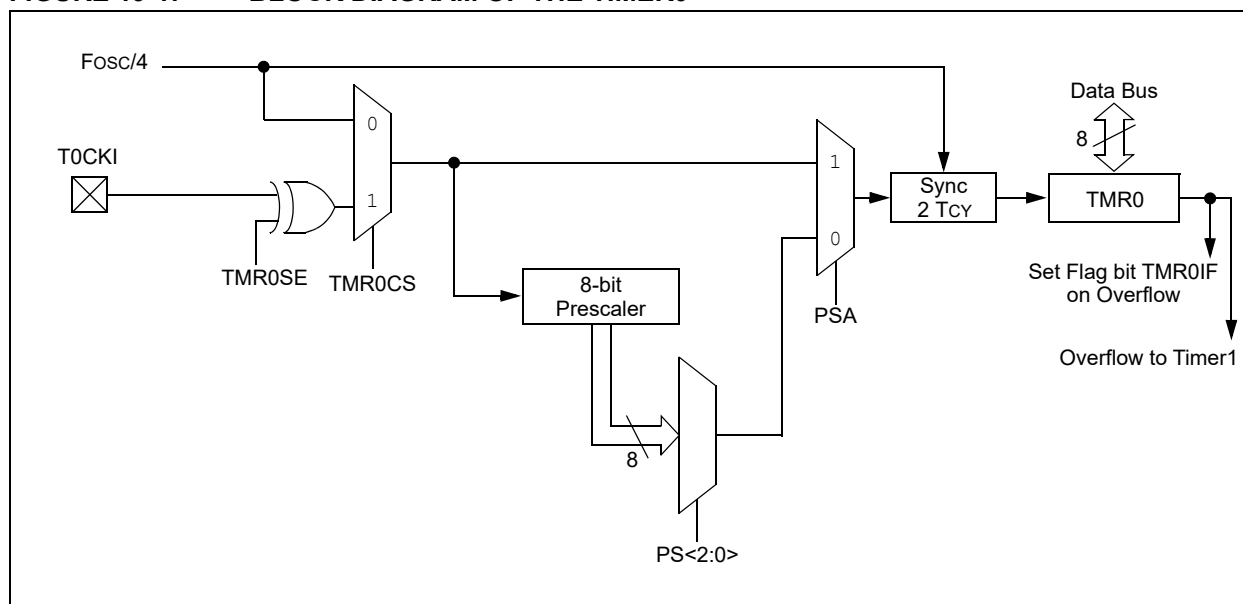 FOSC/4
Data Bus
8
T0CKI
0
1
1
0
Sync
2 TCY
TMR0
TMR0SE
TMR0CS
8-bit
Prescaler
PSA
Set Flag bit TMR0IF
on Overflow
Overflow to Timer1
8
PS<2:0>